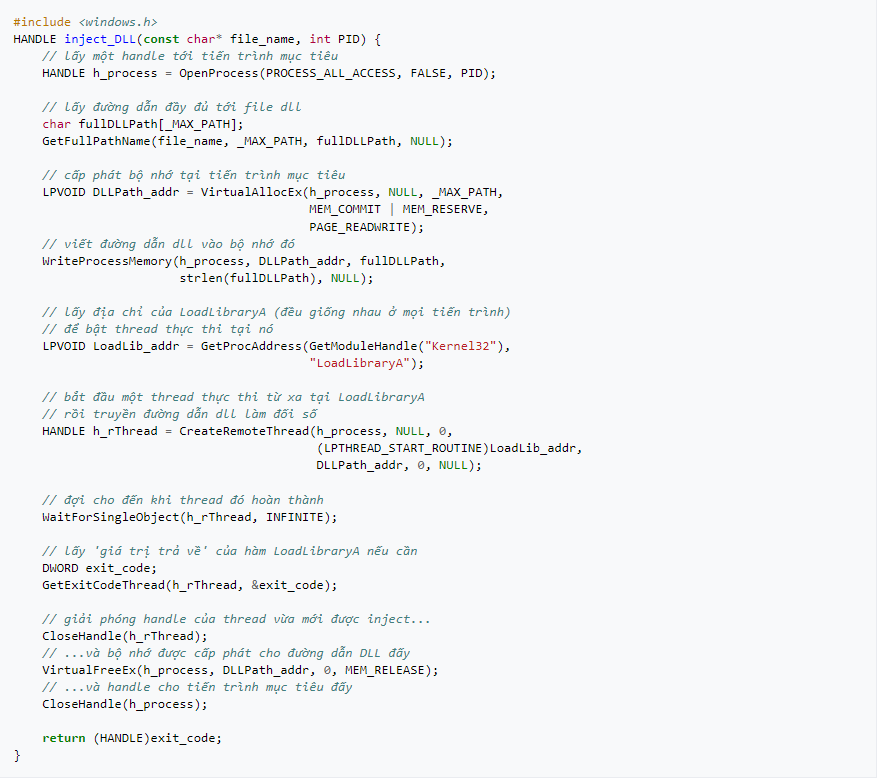 #include <windows.h>
HANDLE inject_DLL(const char* file_name, int PID) {
// lấy một handle tới tiến trình mục tiêu
HANDLE h_process = OpenProcess(PROCESS_ALL_ACCESS, FALSE, PID);
// lấy đường dẫn đầy đủ tới file dll
char fullDLLPath[_MAX_PATH];
GetFullPathName(file_name, _MAX_PATH, fullDLLPath, NULL);
// cấp phát bộ nhớ tại tiến trình mục tiêu
LPVOID DLLPath_addr = VirtualAllocEx(h_process, NULL, _MAX_PATH,
MEM_COMMIT | MEM_RESERVE,
PAGE_READWRITE);
// viết đường dẫn dll vào bộ nhớ đó
WriteProcessMemory(h_process, DLLPath_addr, fullDLLPath,
strlen(fullDLLPath), NULL);
// lấy địa chỉ của LoadLibraryA (đều giống nhau ở mọi tiến trình)
// để bật thread thực thi tại nó
LPVOID LoadLib_addr = GetProcAddress(GetModuleHandle("Kernel32"),
"LoadLibraryA");
// bắt đầu một thread thực thi từ xa tại LoadLibraryA
// rồi truyền đường dẫn dll làm đối số
HANDLE h_rThread = CreateRemoteThread(h_process, NULL, 0,
(LPTHREAD_START_ROUTINE)LoadLib_addr,
DLLPath_addr, 0, NULL);
// đợi cho đến khi thread đó hoàn thành
WaitForSingleObject(h_rThread, INFINITE);
// lấy 'giá trị trả về' của hàm LoadLibraryA nếu cần
DWORD exit_code;
GetExitCodeThread(h_rThread, &exit_code);
// giải phóng handle của thread vừa mới được inject...
CloseHandle(h_rThread);
// ...và bộ nhớ được cấp phát cho đường dẫn DLL đấy
VirtualFreeEx(h_process, DLLPath_addr, 0, MEM_RELEASE);
// ...và handle cho tiến trình mục tiêu đấy
CloseHandle(h_process);
return (HANDLE)exit_code;
}